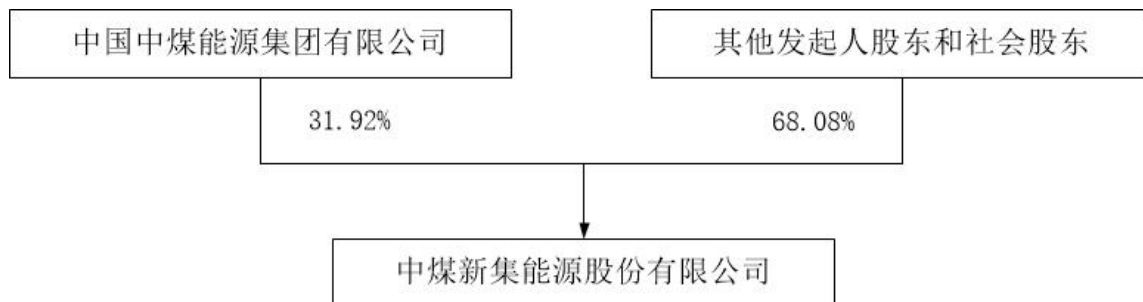 中国中煤能源集团有限公司
其他发起人股东和社会股东
31.92%
68.08%
中煤新集能源股份有限公司